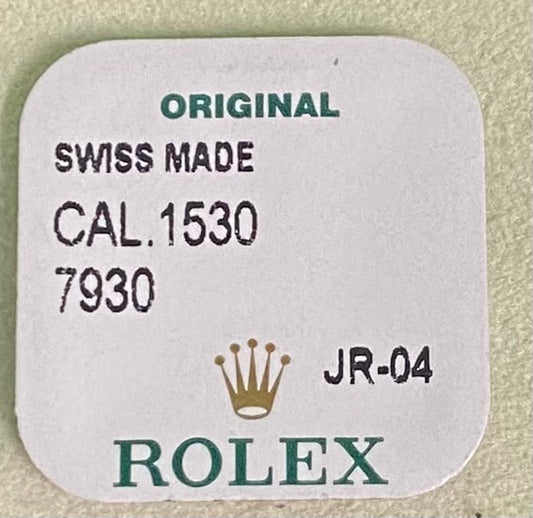 ORIGINAL
SWISS MADE
CAL.1530
7930
JR-04
ROLEX